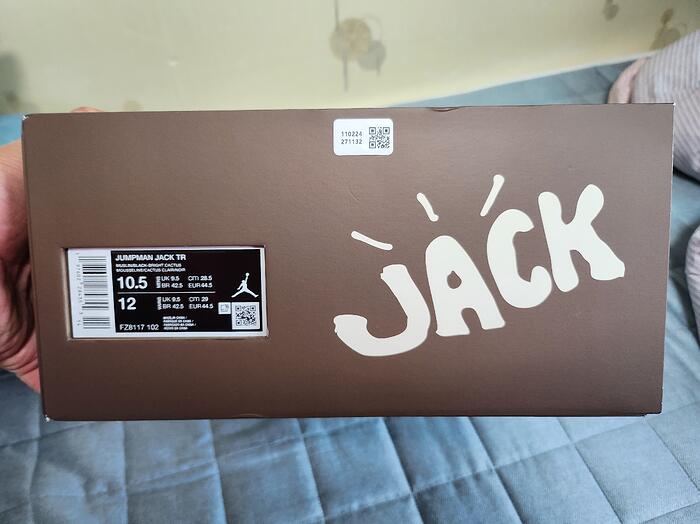 110224
271132
JACK
JUMPMAN JACK TR
MUSLIN/BLACK-BRIGHT CACTUS
MOUSSELINE/CACTUS CLAIR/NOIR
10.5 UK 9.5 cm 28.5
BR 42.5 EUR 44.5
12 UK 9.5 cm 29
BR 42.5 EUR 44.5
FZ8117 102